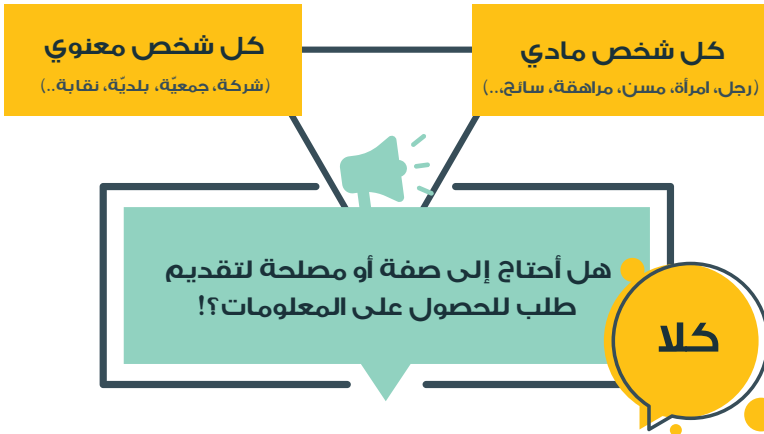 كل شخص مادي
(رجل، امرأة، مسن، مراهقة، سائح،..)
كل شخص معنوي
(شركة، جمعيّة، بلديّة، نقابة..)
هل أحتاج إلى صفة أو مصلحة لتقديم
طلب للحصول على المعلومات؟!
كلا